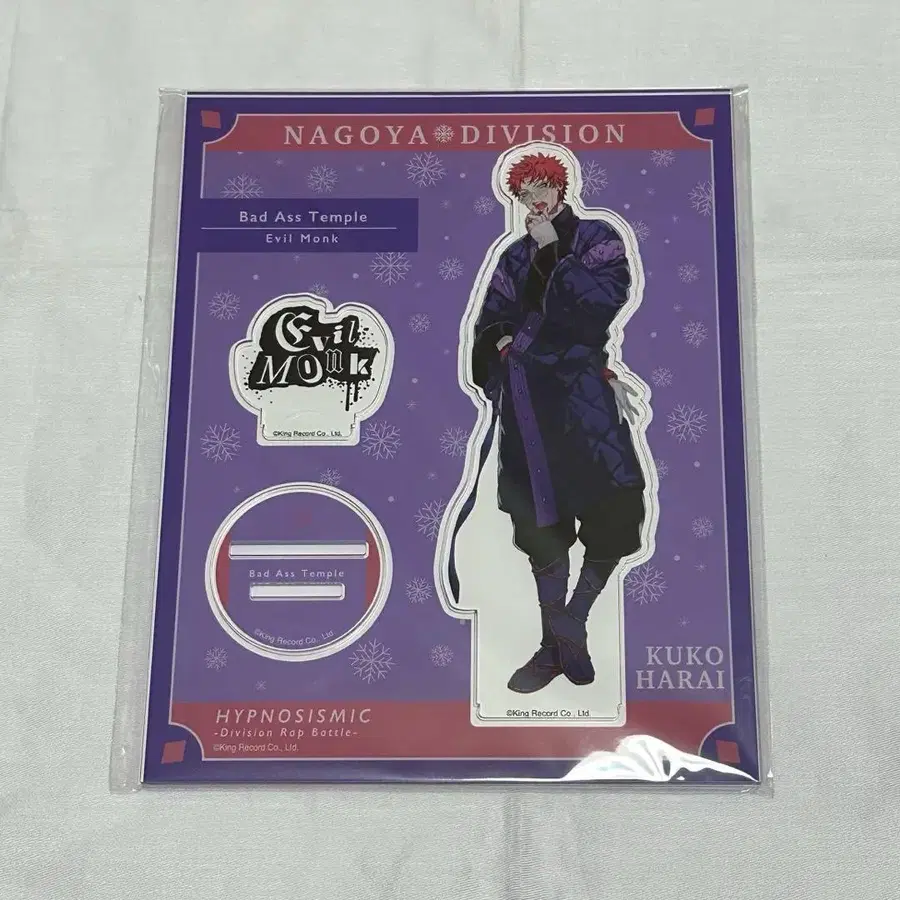 NAGOYA DIVISION
Bad Ass Temple
Evil Monk
Evil
MOnk
©King Record Co., Ltd.
Bad Ass Temple
©King Record Co., Ltd.
©King Record Co., Ltd.
KUKO
HARAI
HYPNOSISMIC
-Division Rap Battle-
©King Record Co., Ltd.